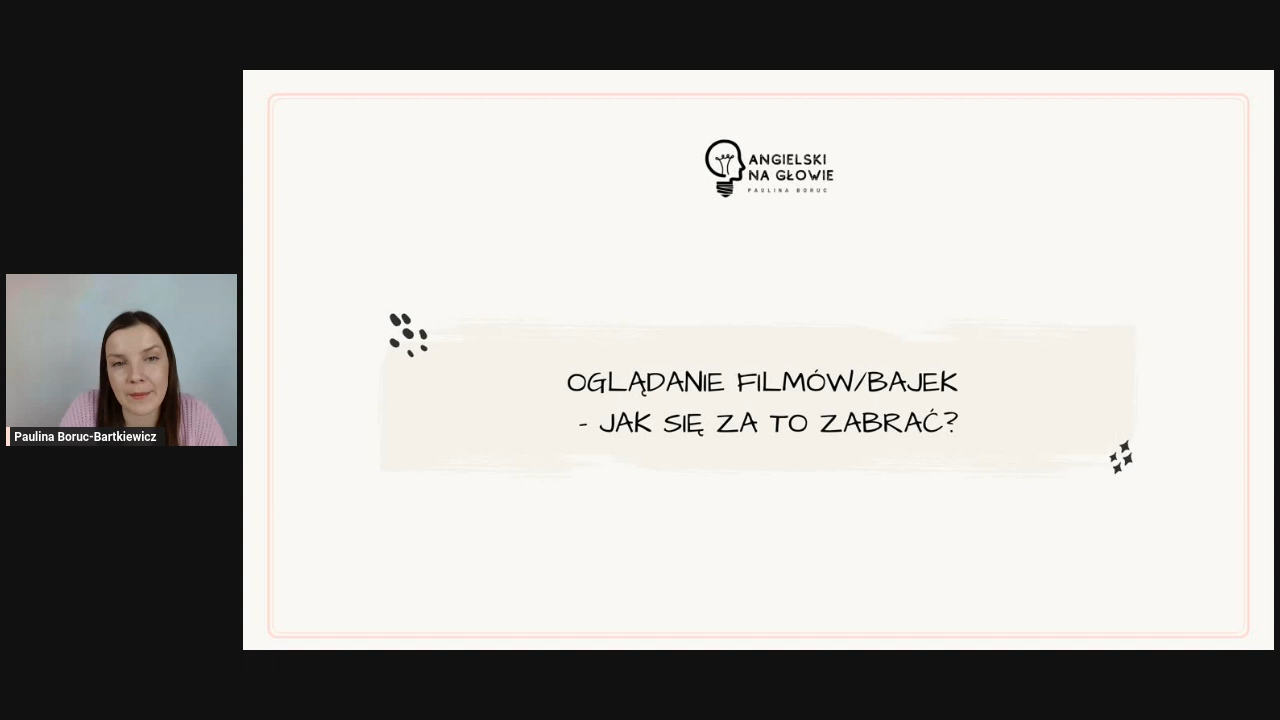 ANGIELSKI
NA GŁOWIE
PAULINA BORUC
OGLĄDANIE FILMÓW/BAJEK
- JAK SIĘ ZA TO ZABRAĆ?
Paulina Boruc-Bartkiewicz